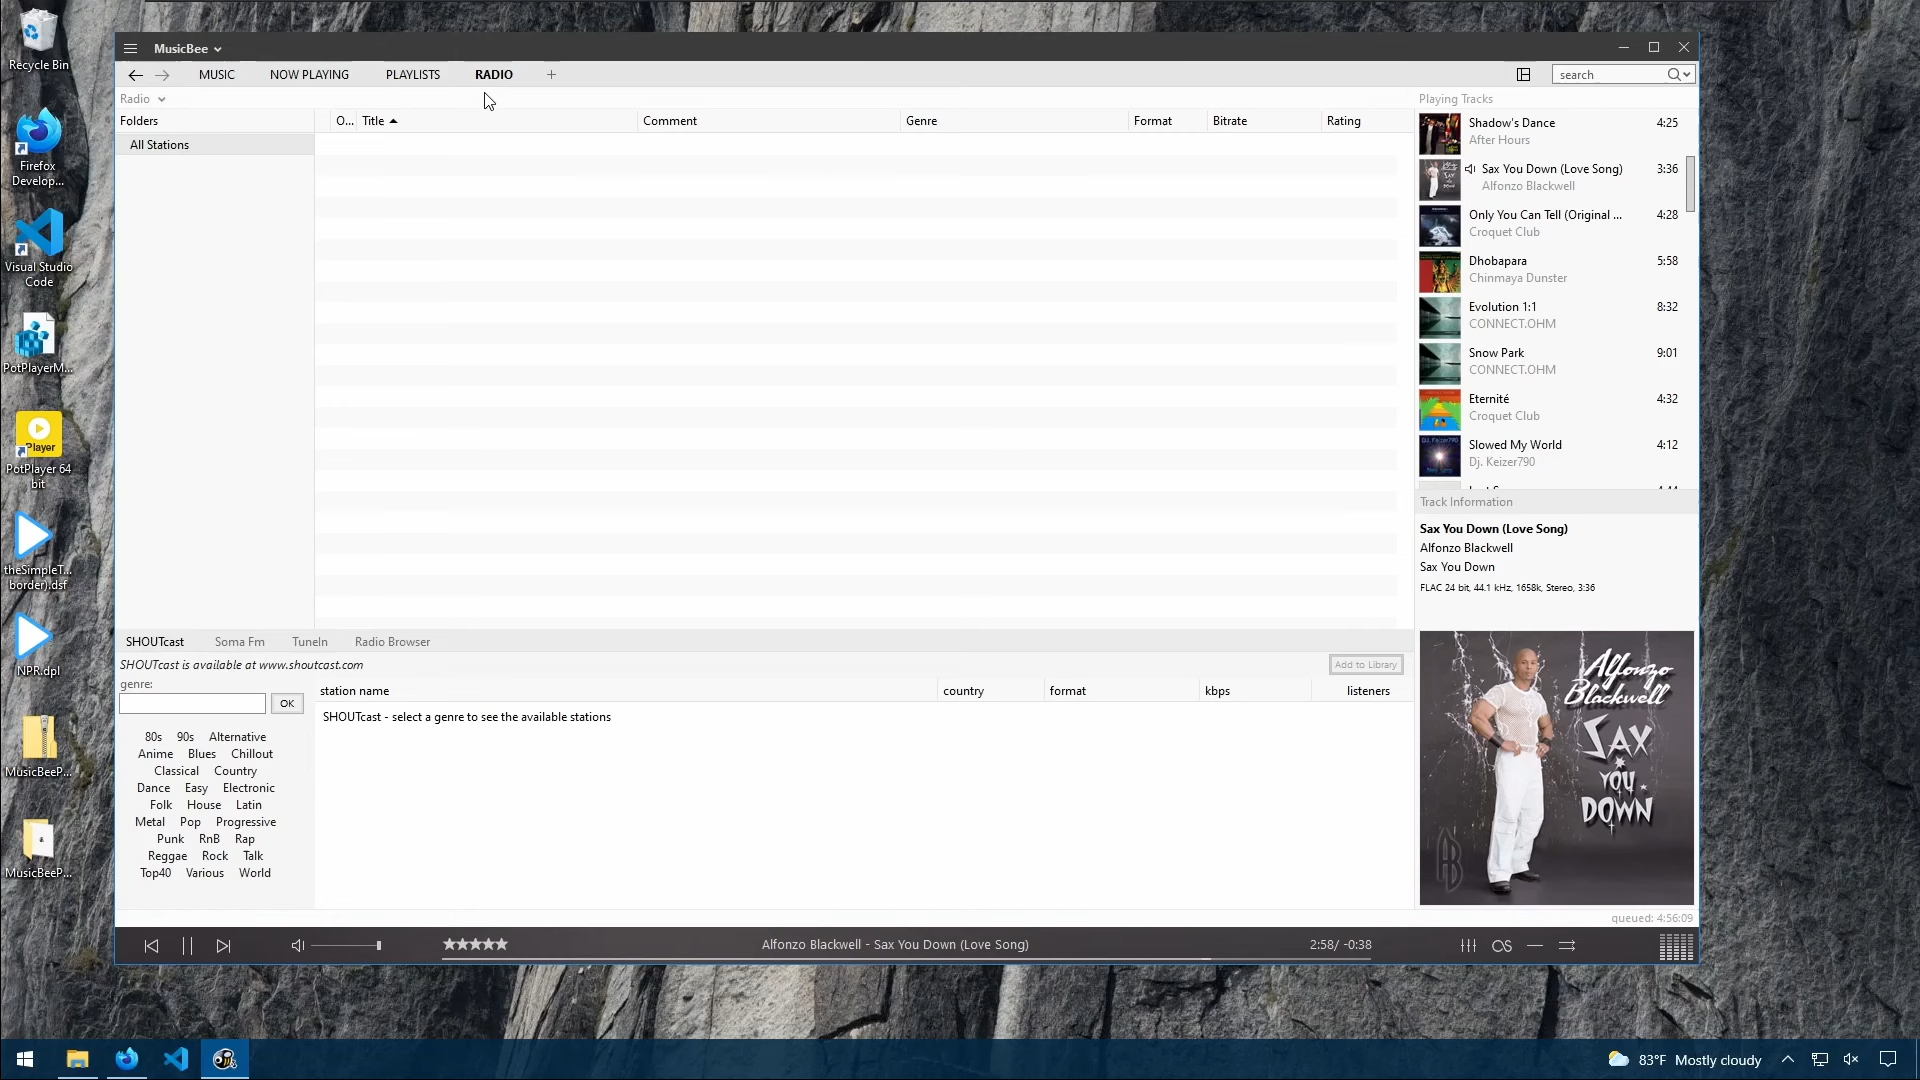 Recycle Bin
Firefox
Develop...
Visual Studio
Code
PotPlayerM...
Player
PotPlayer 64
bit
theSimpleT...
border).dsf
NPR.dpl
MusicBeeP...
MusicBeeP...
MusicBee
MUSIC NOW PLAYING PLAYLISTS RADIO +
search
Radio
Folders
O... Title Comment Genre Format Bitrate Rating
All Stations
Playing Tracks
Shadow's Dance 4:25
After Hours
Sax You Down (Love Song) 3:36
Alfonzo Blackwell
Only You Can Tell (Original ... 4:28
Croquet Club
Dhobapara 5:58
Chinmaya Dunster
Evolution 1:1 8:32
CONNECT.OHM
Snow Park 9:01
CONNECT.OHM
Eternité 4:32
Croquet Club
Slowed My World 4:12
Dj. Keizer790
Track Information
Sax You Down (Love Song)
Alfonzo Blackwell
Sax You Down
FLAC 24 bit, 44.1 kHz, 1658k, Stereo, 3:36
Alfonzo
Blackwell
SAX
YOU
DOWN
AB
queued: 4:56:09
SHOUTcast Soma Fm TuneIn Radio Browser
SHOUTcast is available at www.shoutcast.com
Add to Library
genre:
OK
station name country format kbps listeners
SHOUTcast - select a genre to see the available stations
80s 90s Alternative
Anime Blues Chillout
Classical Country
Dance Easy Electronic
Folk House Latin
Metal Pop Progressive
Punk RnB Rap
Reggae Rock Talk
Top40 Various World
Alfonzo Blackwell - Sax You Down (Love Song)
2:58/ -0:38
83°F Mostly cloudy